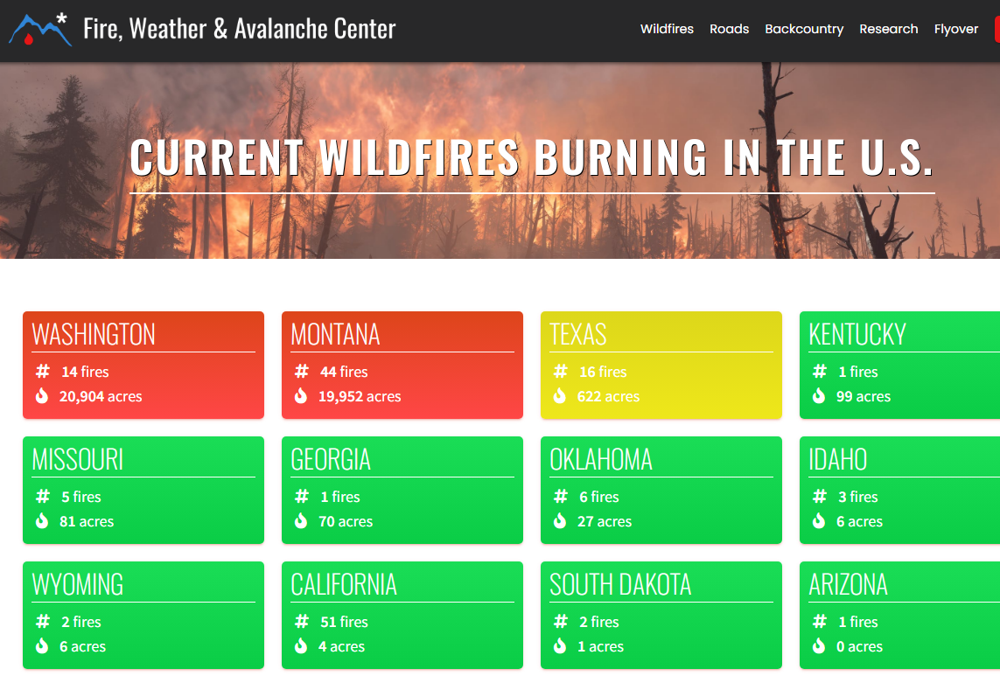 Fire, Weather & Avalanche Center
Wildfires Roads Backcountry Research Flyover
CURRENT WILDFIRES BURNING IN THE U.S.
WASHINGTON
# 14 fires
20,904 acres
MONTANA
# 44 fires
19,952 acres
TEXAS
# 16 fires
622 acres
KENTUCKY
# 1 fires
99 acres
MISSOURI
# 5 fires
81 acres
GEORGIA
# 1 fires
70 acres
OKLAHOMA
# 6 fires
27 acres
IDAHO
# 3 fires
6 acres
WYOMING
# 2 fires
6 acres
CALIFORNIA
# 51 fires
4 acres
SOUTH DAKOTA
# 2 fires
1 acres
ARIZONA
# 1 fires
0 acres